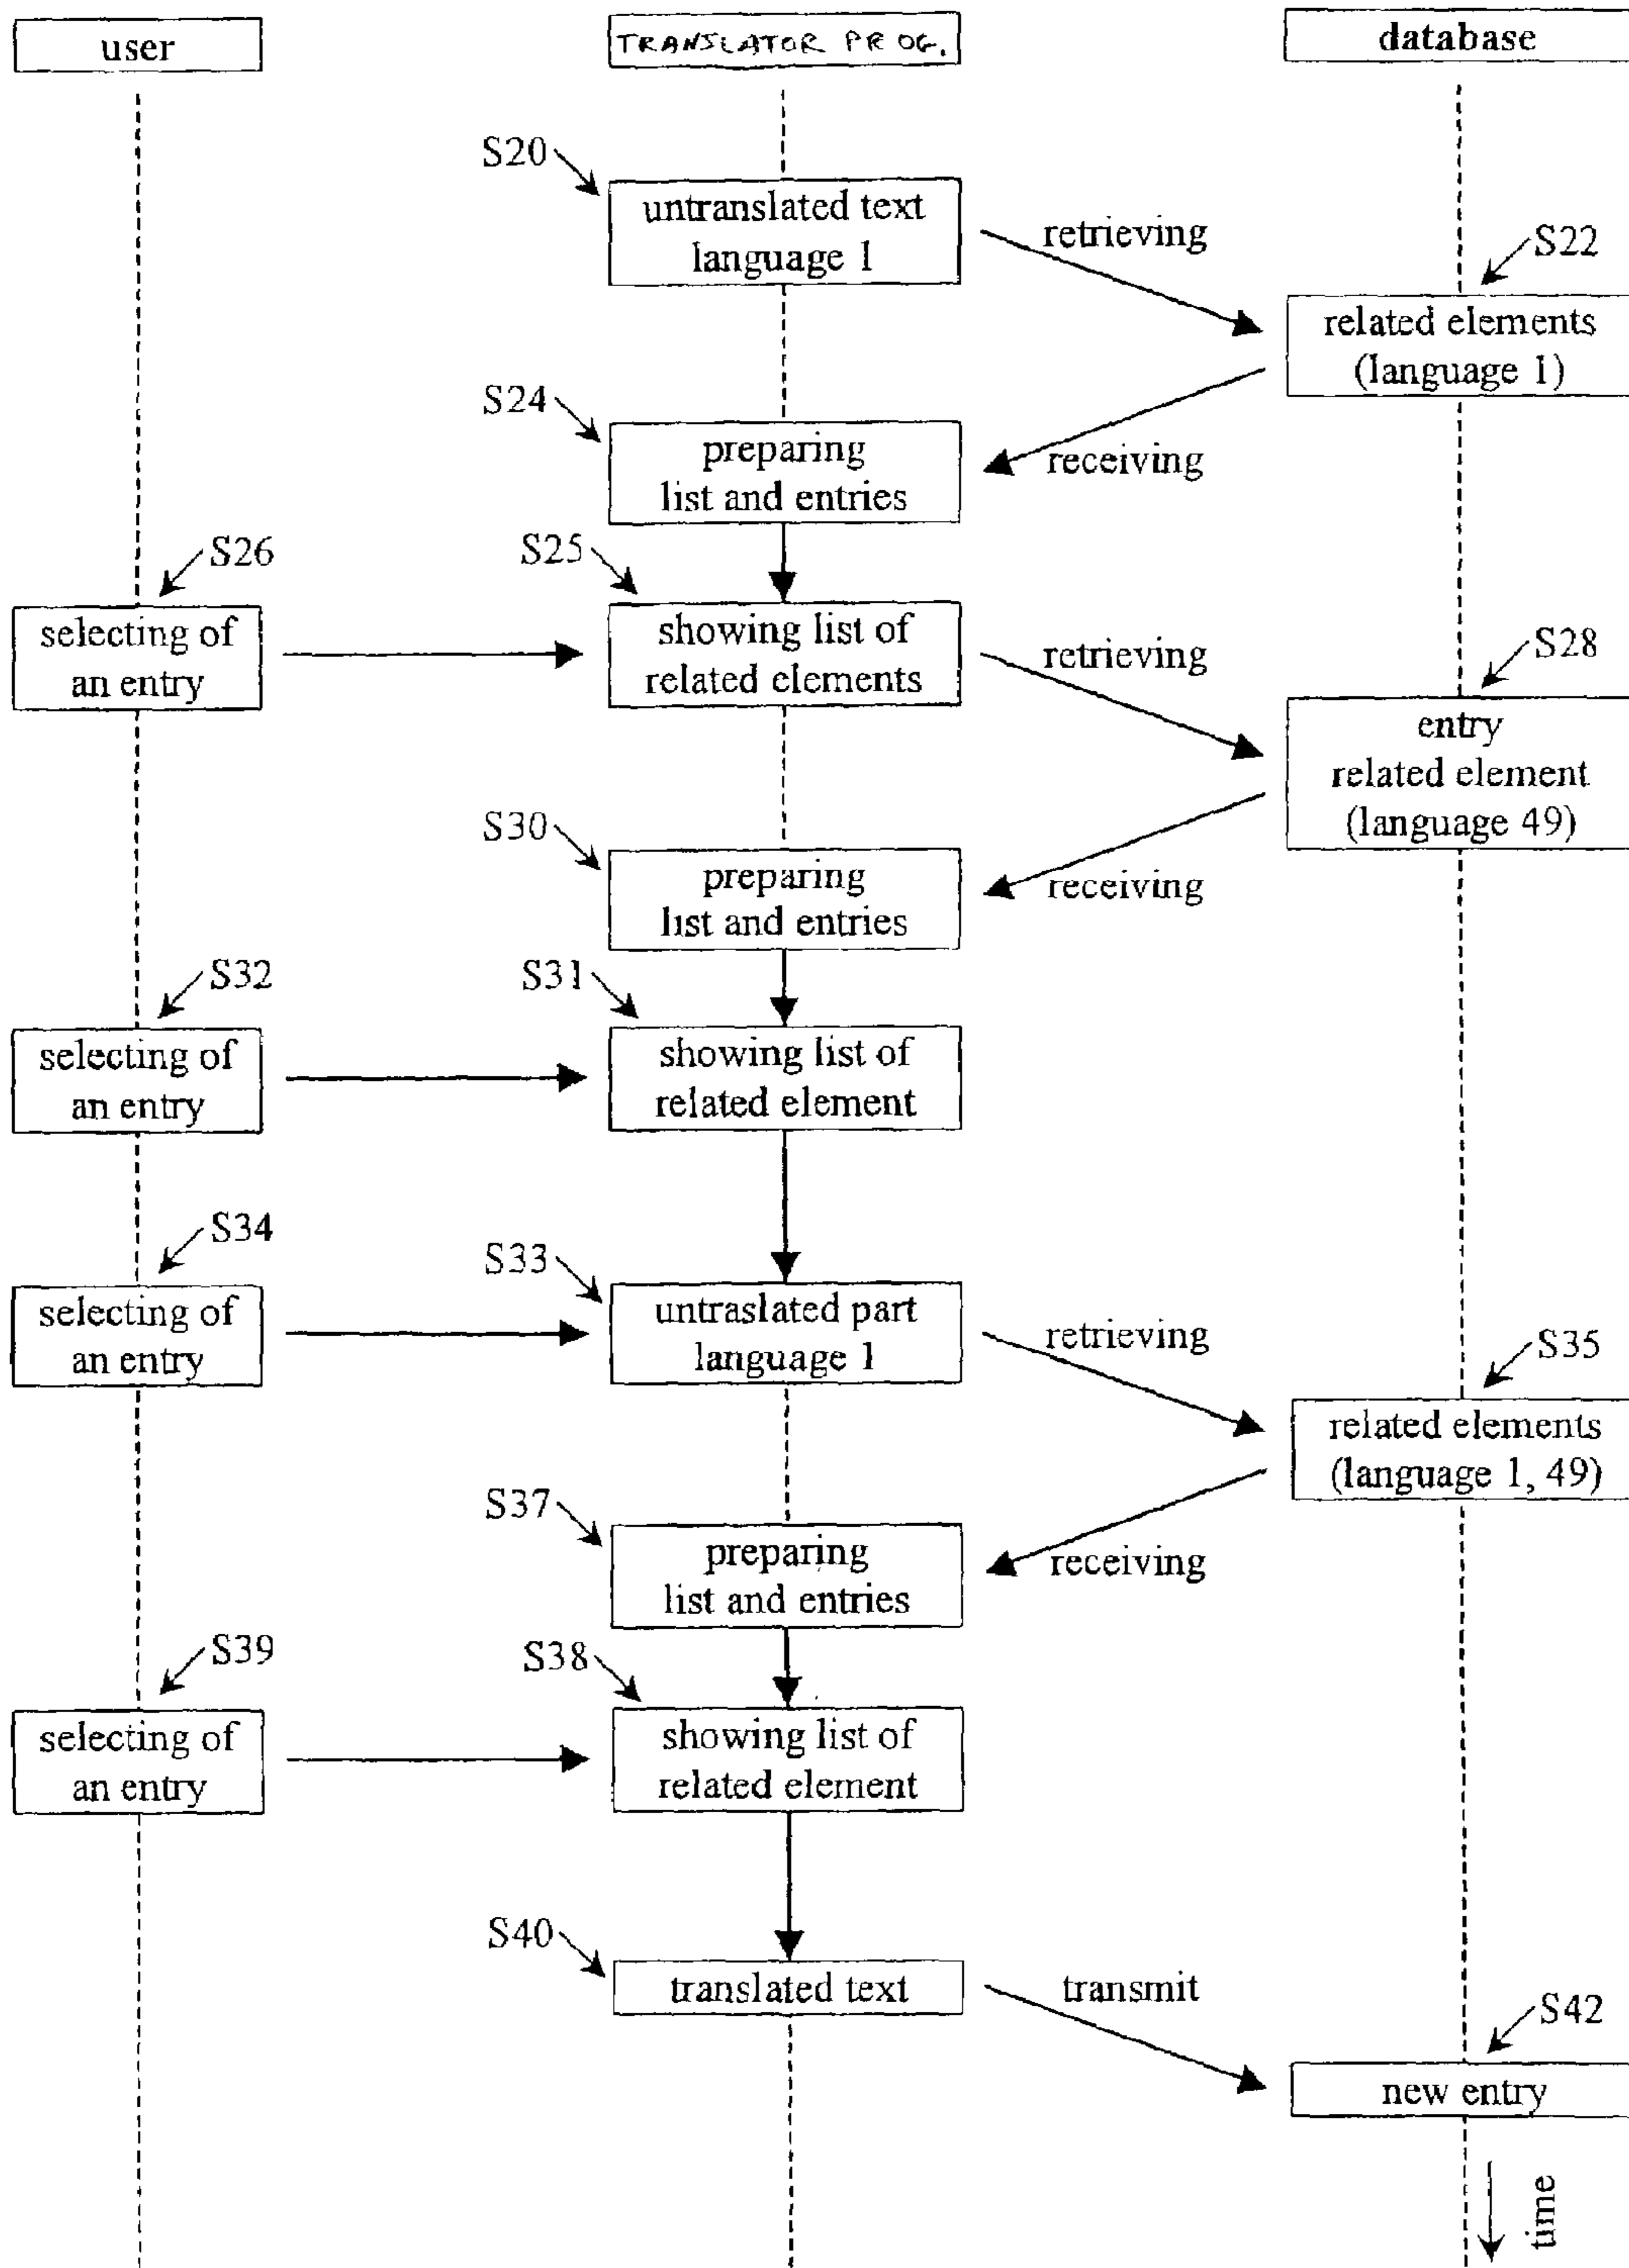 user
TRANSLATOR PROG.
database
S20
untranslated text
language 1
retrieving
S22
related elements
(language 1)
S24
preparing
list and entries
receiving
S26
S25
selecting of
an entry
showing list of
related elements
retrieving
S28
entry
related element
(language 49)
S30
preparing
list and entries
receiving
S32
S31
selecting of
an entry
showing list of
related element
S34
S33
selecting of
an entry
untraslated part
language 1
retrieving
S35
related elements
(language 1, 49)
S37
preparing
list and entries
receiving
S39
S38
selecting of
an entry
showing list of
related element
S40
translated text
transmit
S42
new entry
time